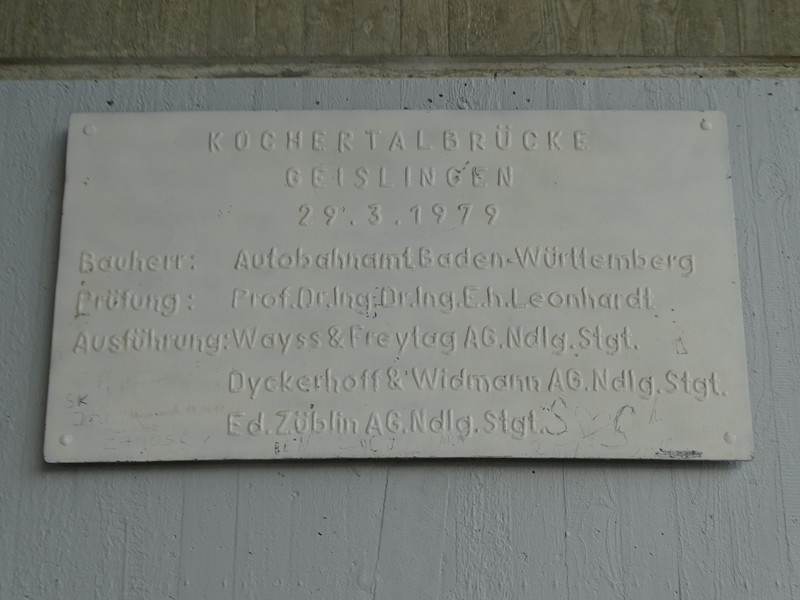 KOCHERTALBRÜCKE
GEISLINGEN
29.3.1979
Bauherr: Autobahnamt Baden-Württemberg
Prüfung: Prof.Dr.Ing.Dr.Ing.E.h.Leonhardt
Ausführung: Wayss & Freytag AG.Ndlg.Stgt.
Dyckerhoff & Widmann AG.Ndlg.Stgt.
Ed.Züblin AG.Ndlg.Stgt.
SK